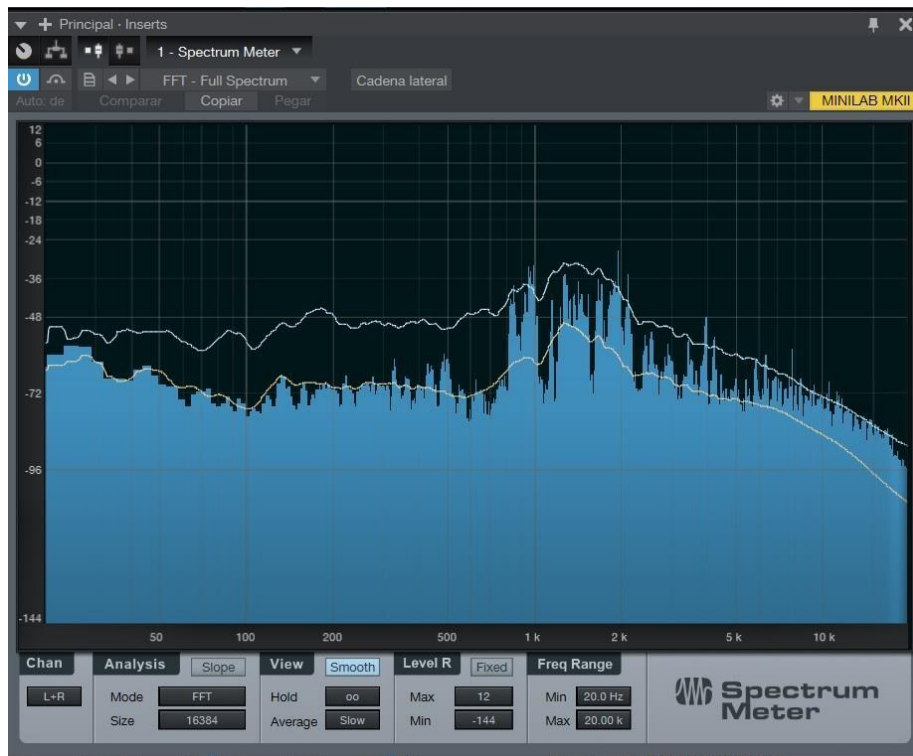 Principal · Inserts
1 - Spectrum Meter
FFT - Full Spectrum Cadena lateral
Auto: de Comparar Copiar Pegar MINILAB MKII
12
6
0
-6
-12
-18
-24
-36
-48
-72
-96
-144
50 100 200 500 1 k 2 k 5 k 10 k
Chan Analysis Slope View Smooth Level R Fixed Freq Range
L+R Mode FFT Hold oo Max 12 Min 20.0 Hz
Size 16384 Average Slow Min -144 Max 20.00 k
Spectrum
Meter